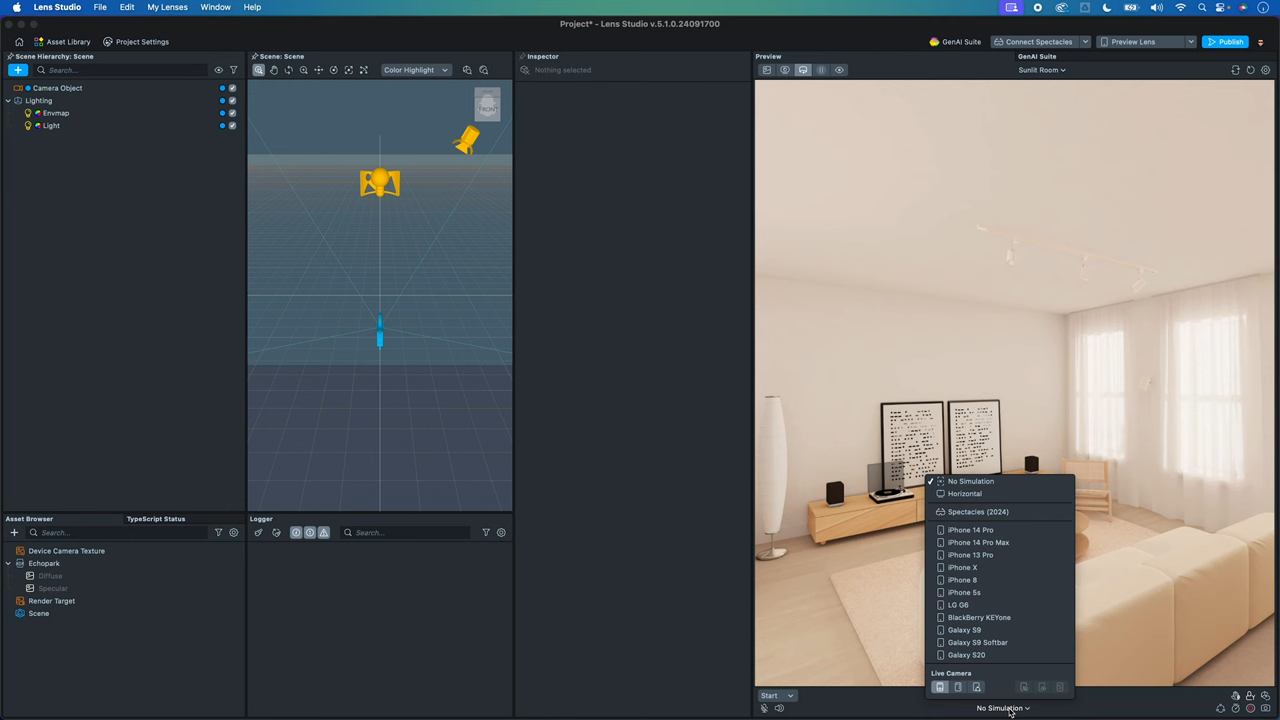 Lens Studio File Edit My Lenses Window Help
Project* - Lens Studio v.5.1.0.24091700
Asset Library Project Settings
GenAI Suite Connect Spectacles Preview Lens Publish
Scene Hierarchy: Scene
Search...
Camera Object
Lighting
Envmap
Light
Scene: Scene
Color Highlight
FRONT
Inspector
Nothing selected
Preview
GenAI Suite
Sunlit Room
No Simulation
Horizontal
Spectacles (2024)
iPhone 14 Pro
iPhone 14 Pro Max
iPhone 13 Pro
iPhone X
iPhone 8
iPhone 5s
LG G6
BlackBerry KEYone
Galaxy S9
Galaxy S9 Softbar
Galaxy S20
Live Camera
Start
No Simulation
Asset Browser
TypeScript Status
Search...
Device Camera Texture
Echopark
Diffuse
Specular
Render Target
Scene
Logger
Search...